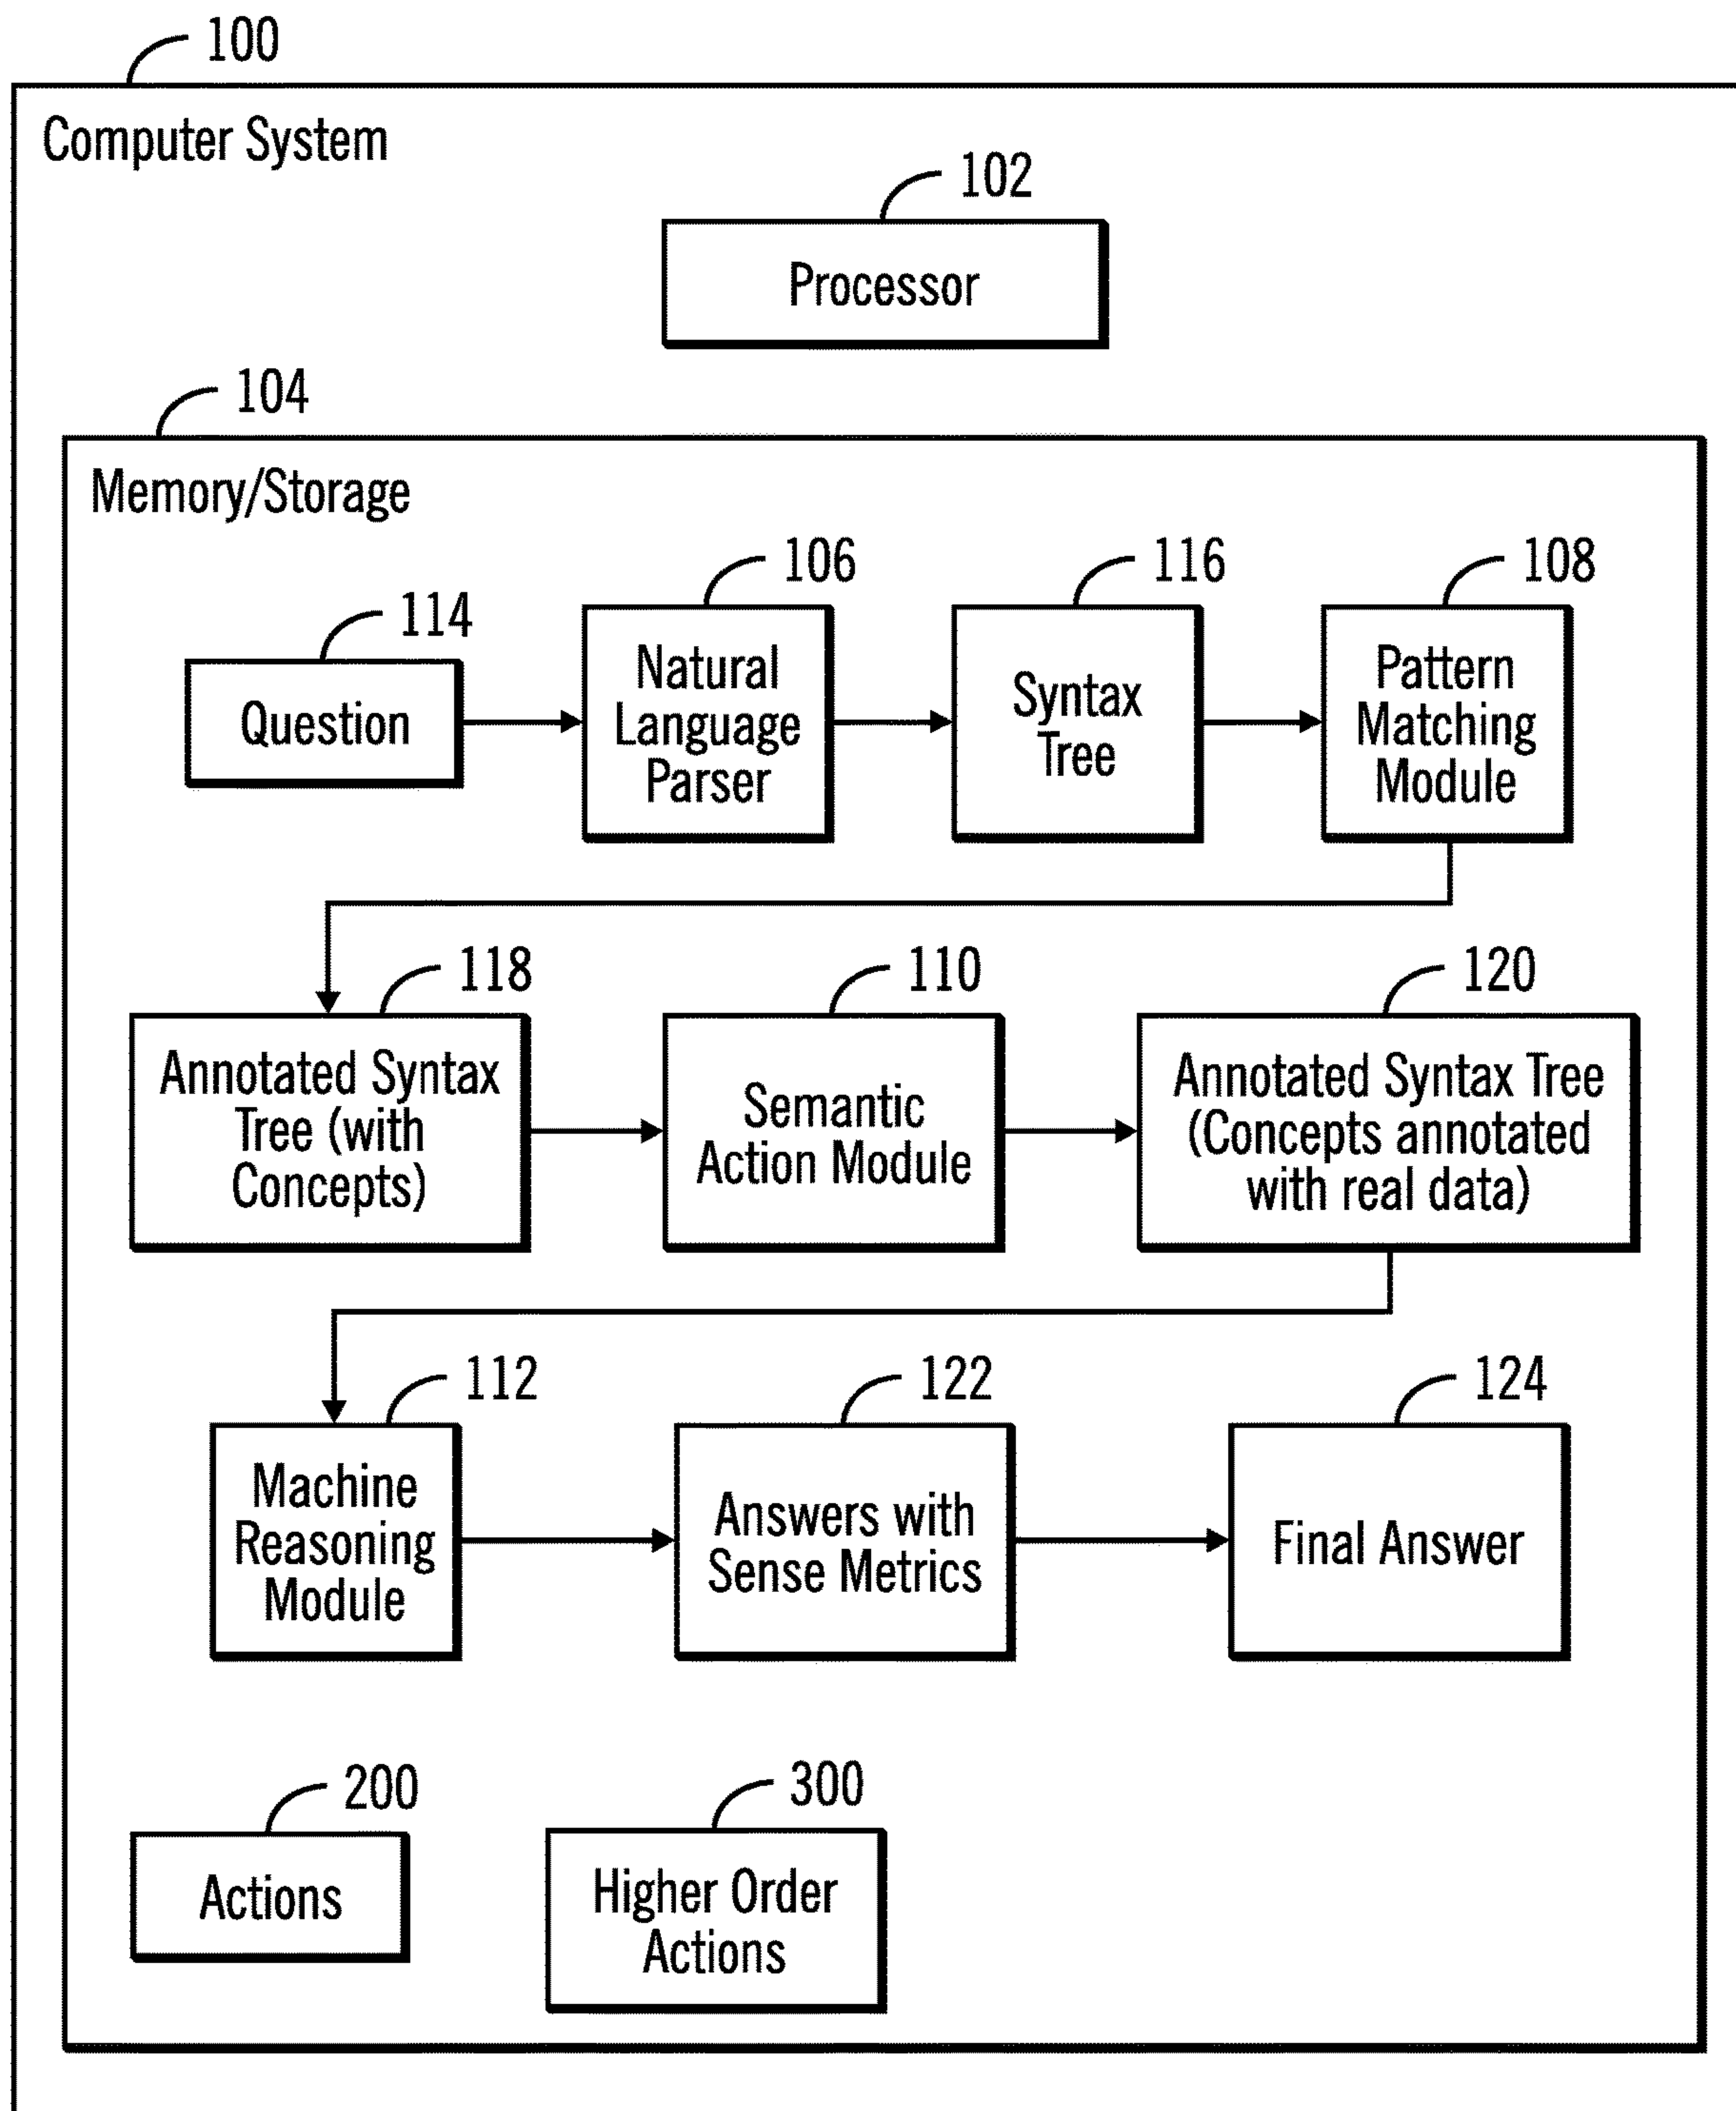 100
Computer System
102
Processor
104
Memory/Storage
114
Question
106
Natural
Language
Parser
116
Syntax
Tree
108
Pattern
Matching
Module
118
Annotated Syntax
Tree (with
Concepts)
110
Semantic
Action Module
120
Annotated Syntax Tree
(Concepts annotated
with real data)
112
Machine
Reasoning
Module
122
Answers with
Sense Metrics
124
Final Answer
200
Actions
300
Higher Order
Actions